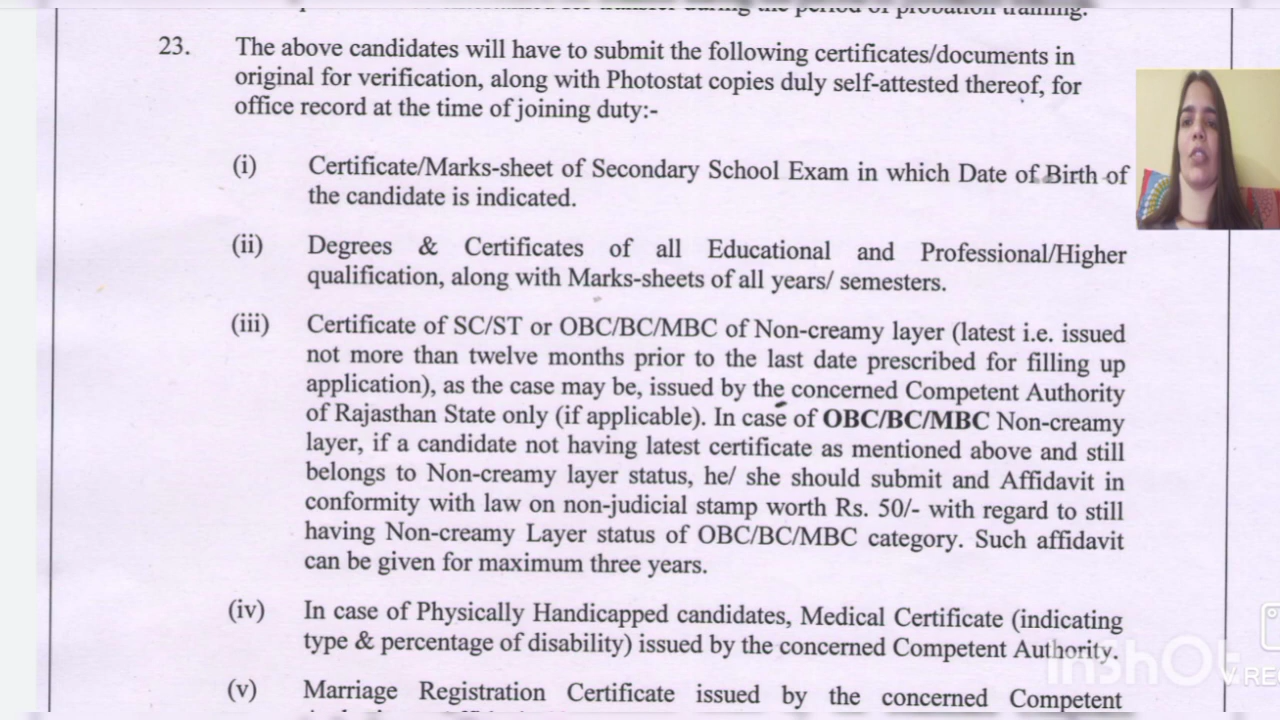 period of probation training.
23. The above candidates will have to submit the following certificates/documents in
original for verification, along with Photostat copies duly self-attested thereof, for
office record at the time of joining duty:-
(i) Certificate/Marks-sheet of Secondary School Exam in which Date of Birth of
the candidate is indicated.
(ii) Degrees & Certificates of all Educational and Professional/Higher
qualification, along with Marks-sheets of all years/ semesters.
(iii) Certificate of SC/ST or OBC/BC/MBC of Non-creamy layer (latest i.e. issued
not more than twelve months prior to the last date prescribed for filling up
application), as the case may be, issued by the concerned Competent Authority
of Rajasthan State only (if applicable). In case of OBC/BC/MBC Non-creamy
layer, if a candidate not having latest certificate as mentioned above and still
belongs to Non-creamy layer status, he/ she should submit and Affidavit in
conformity with law on non-judicial stamp worth Rs. 50/- with regard to still
having Non-creamy Layer status of OBC/BC/MBC category. Such affidavit
can be given for maximum three years.
(iv) In case of Physically Handicapped candidates, Medical Certificate (indicating
type & percentage of disability) issued by the concerned Competent Authority.
InShOt
(v) Marriage Registration Certificate issued by the concerned Competent